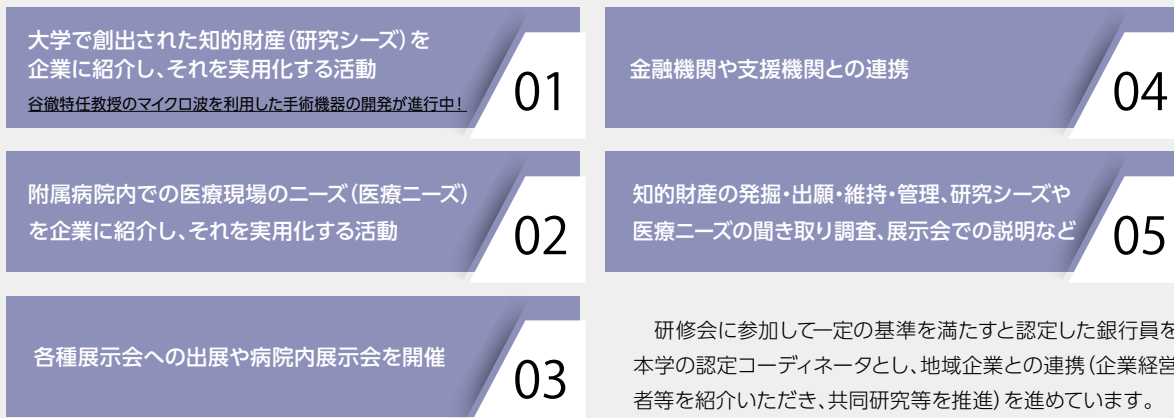 大学で創出された知的財産(研究シーズ)を
企業に紹介し、それを実用化する活動
谷徹特任教授のマイクロ波を利用した手術機器の開発が進行中!
01
附属病院内での医療現場のニーズ(医療ニーズ)
を企業に紹介し、それを実用化する活動
02
各種展示会への出展や病院内展示会を開催
03
金融機関や支援機関との連携
04
知的財産の発掘・出願・維持・管理、研究シーズや
医療ニーズの聞き取り調査、展示会での説明など
05
研修会に参加して一定の基準を満たすと認定した銀行員を
本学の認定コーディネータとし、地域企業との連携(企業経営
者等を紹介いただき、共同研究等を推進)を進めています。